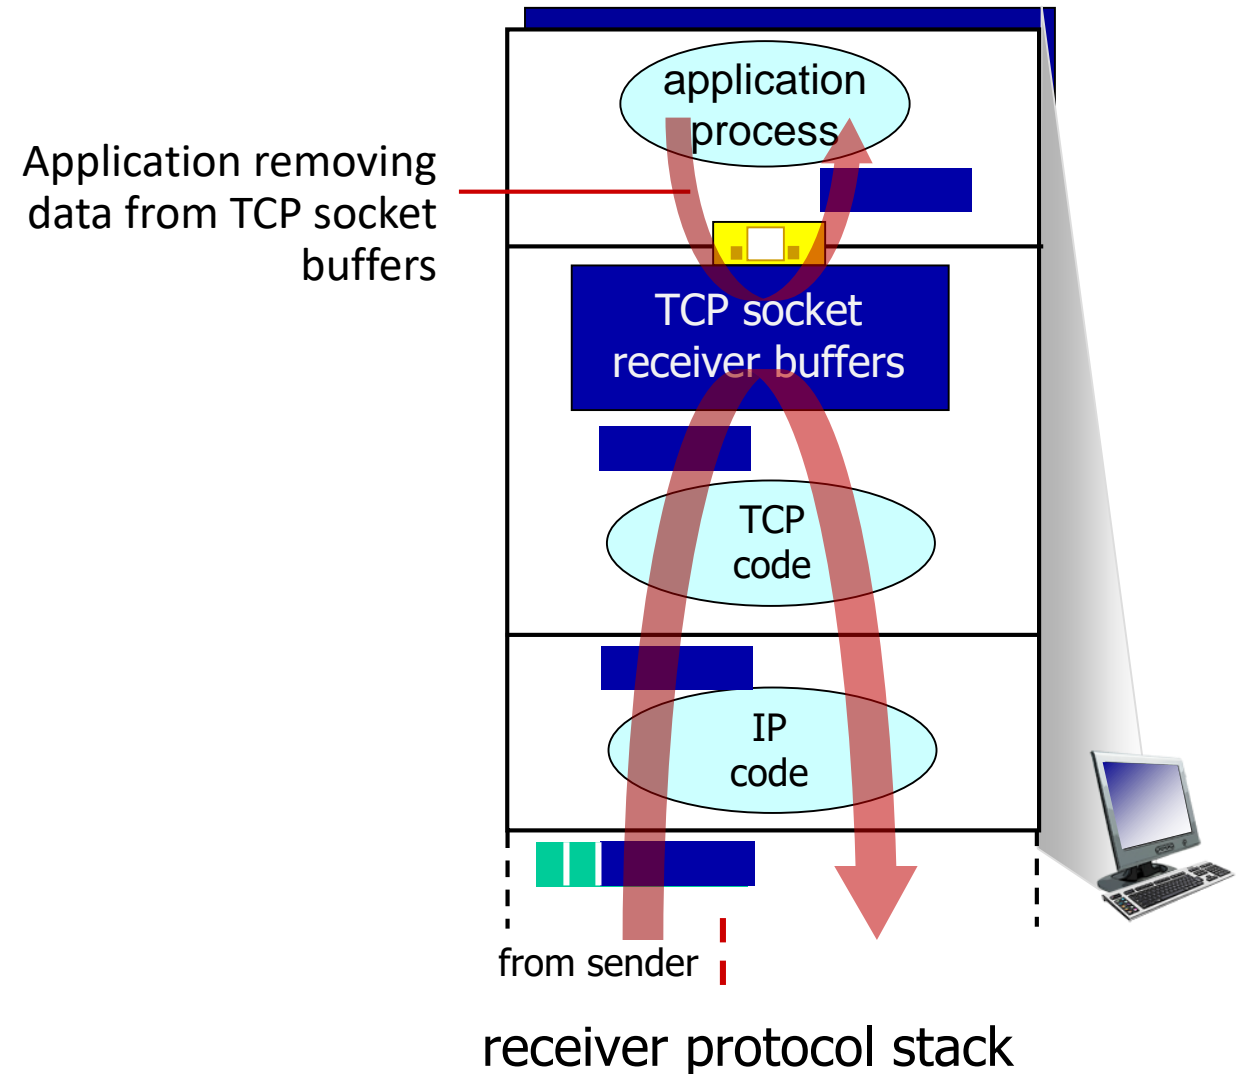 application
process
Application removing
data from TCP socket
buffers
TCP socket
receiver buffers
TCP
code
IP
code
from sender
receiver protocol stack